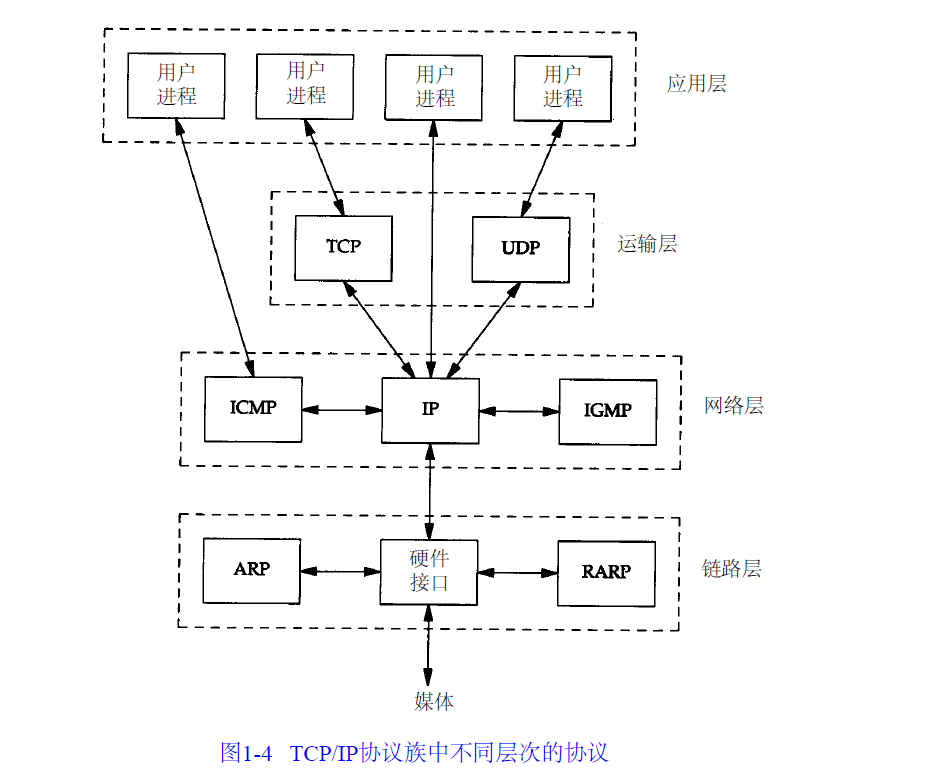 用户
进程
用户
进程
用户
进程
用户
进程
应用层
TCP
UDP
运输层
ICMP
IP
IGMP
网络层
ARP
硬件
接口
RARP
链路层
媒体
图1-4 TCP/IP协议族中不同层次的协议